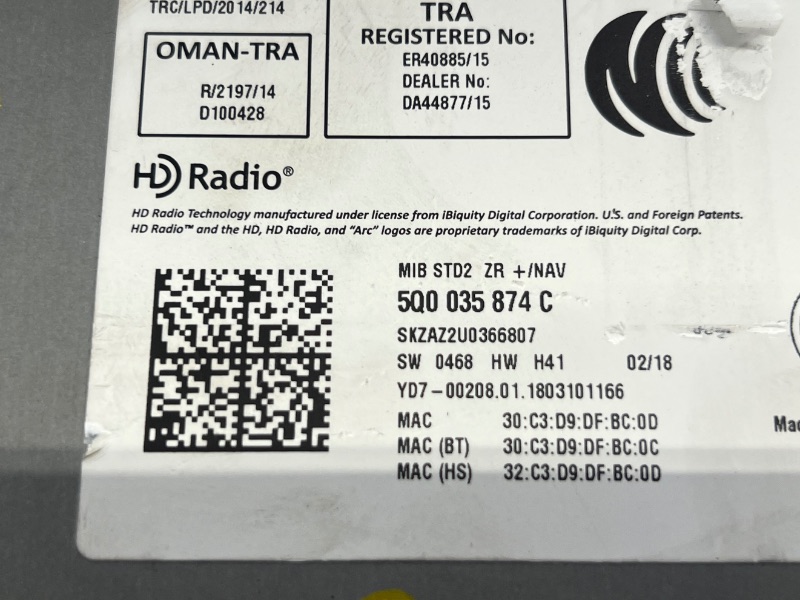 TRC/LPD/2014/214
OMAN-TRA
R/2197/14
D100428
TRA
REGISTERED No:
ER40885/15
DEALER No:
DA44877/15
HD Radio®
HD Radio Technology manufactured under license from iBiquity Digital Corporation. U.S. and Foreign Patents.
HD Radio™ and the HD, HD Radio, and “Arc” logos are proprietary trademarks of iBiquity Digital Corp.
MIB STD2 ZR +/NAV
5Q0 035 874 C
SKZAZ2U0366807
SW 0468 HW H41 02/18
YD7-00208.01.1803101166
MAC 30:C3:D9:DF:BC:0D
MAC (BT) 30:C3:D9:DF:BC:0C
MAC (HS) 32:C3:D9:DF:BC:0D